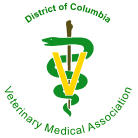 District of Columbia
V
Veterinary Medical Association